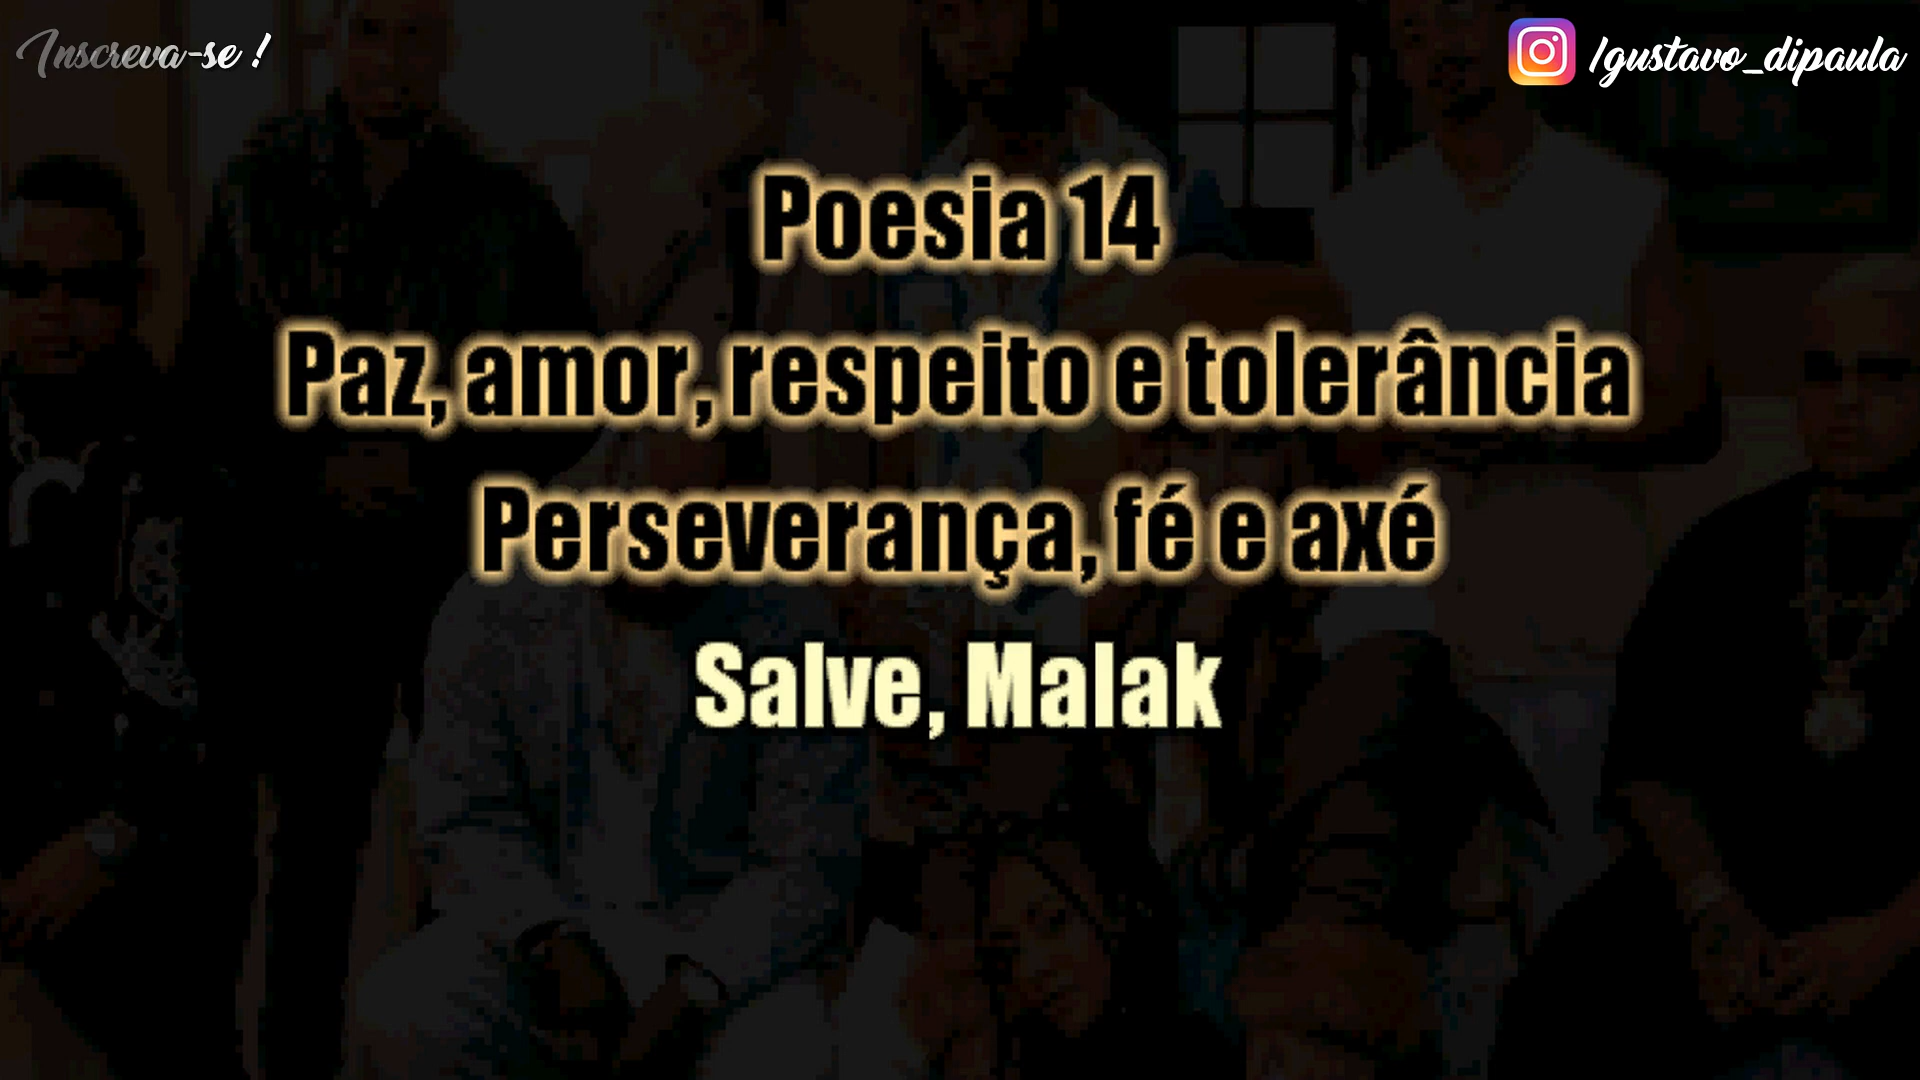 Inscreva-se !
/gustavo_dipaula
Poesia 14
Paz, amor, respeito e tolerância
Perseverança, fé e axé
Salve, Malak